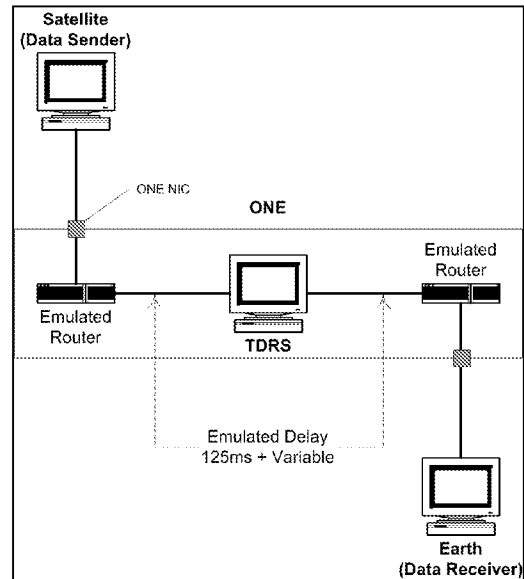 Satellite
(Data Sender)
ONE NIC
ONE
Emulated
Router
Emulated
Router
TDRS
Emulated Delay
125ms + Variable
Earth
(Data Receiver)